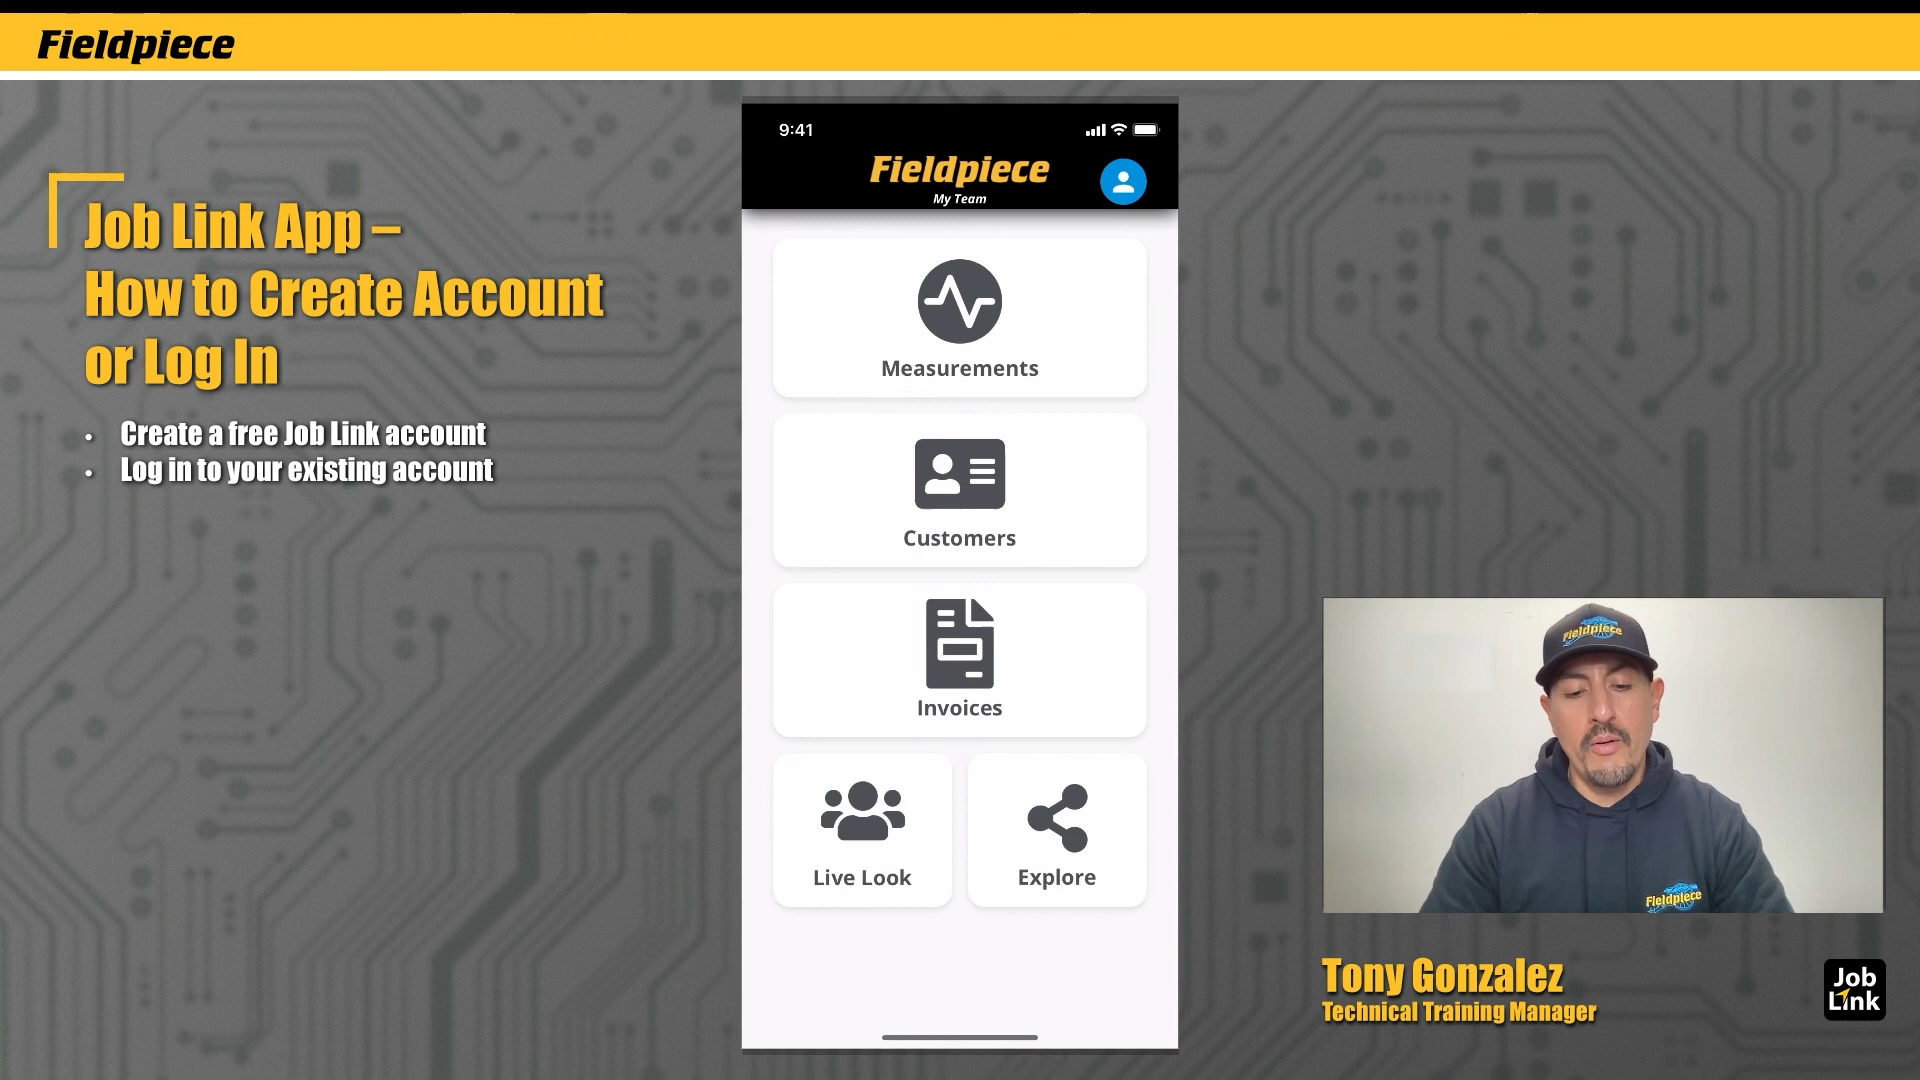 Fieldpiece
Job Link App –
How to Create Account
or Log In
• Create a free Job Link account
• Log in to your existing account
9:41
Fieldpiece
My Team
Measurements
Customers
Invoices
Live Look
Explore
Fieldpiece
Fieldpiece
Tony Gonzalez
Technical Training Manager
Job
Link